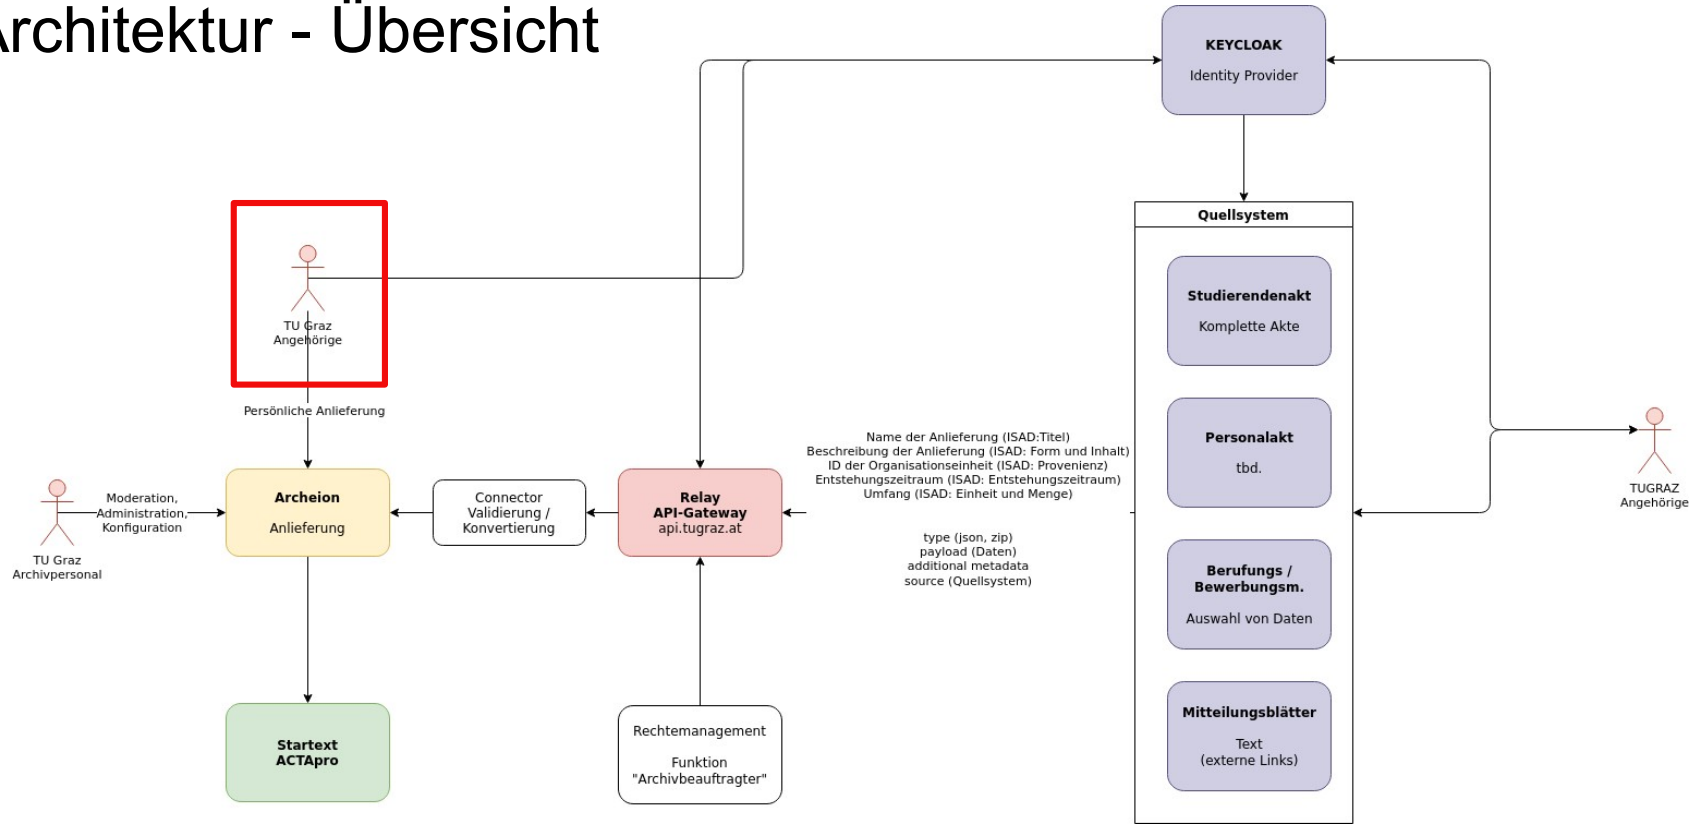 Architektur - Übersicht
KEYCLOAK
Identity Provider
Quellsystem
Studierendenakt
Komplette Akte
Personalakt
tbd.
Berufungs /
Bewerbungsm.
Auswahl von Daten
Mitteilungsblätter
Text
(externe Links)
TU Graz
Angehörige
Persönliche Anlieferung
TU Graz
Archivpersonal
Moderation,
Administration,
Konfiguration
Archeion
Anlieferung
Connector
Validierung /
Konvertierung
Relay
API-Gateway
api.tugraz.at
Name der Anlieferung (ISAD:Titel)
Beschreibung der Anlieferung (ISAD: Form und Inhalt)
ID der Organisationseinheit (ISAD: Provenienz)
Entstehungszeitraum (ISAD: Entstehungszeitraum)
Umfang (ISAD: Einheit und Menge)
type (json, zip)
payload (Daten)
additional metadata
source (Quellsystem)
TUGRAZ
Angehörige
Startext
ACTApro
Rechtemanagement
Funktion
"Archivbeauftragter"